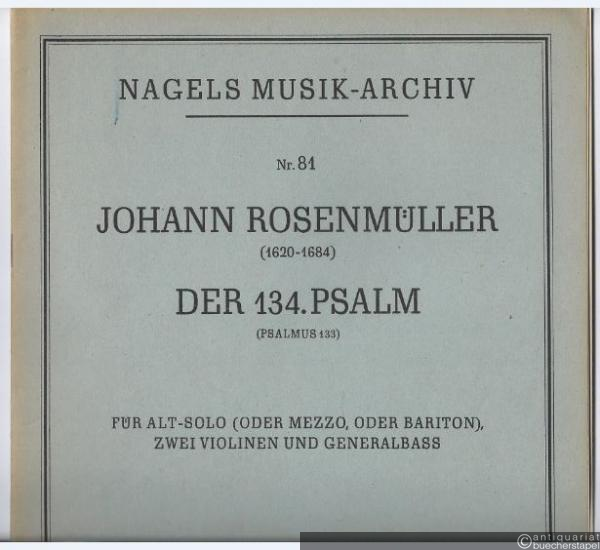 NAGELS MUSIK-ARCHIV
Nr. 81
JOHANN ROSENMÜLLER
(1620-1684)
DER 134. PSALM
(PSALMUS 133)
FÜR ALT-SOLO (ODER MEZZO, ODER BARITON),
ZWEI VIOLINEN UND GENERALBASS
© antiquariat
buecherstapel